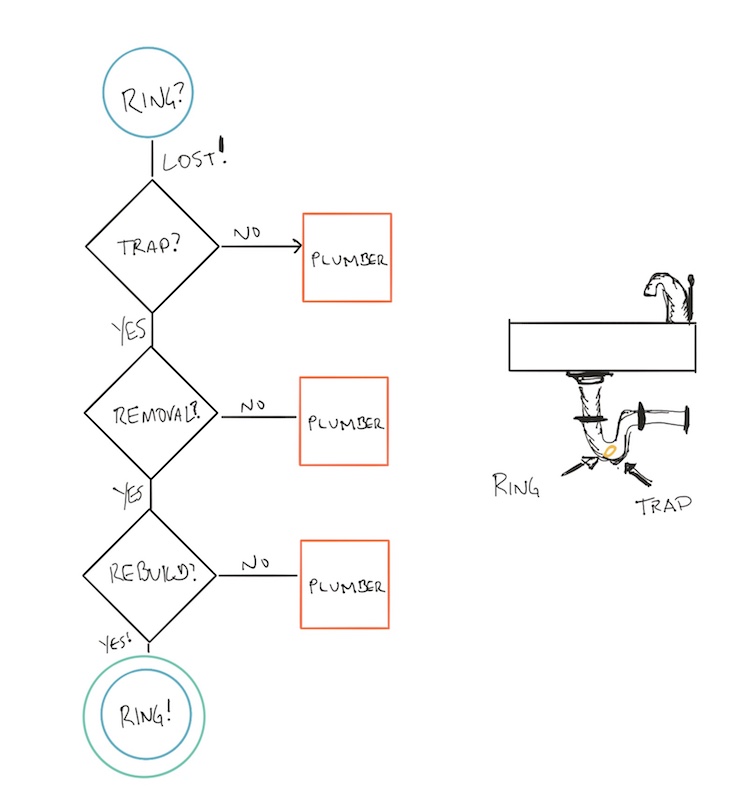 RING?
LOST!
TRAP?
NO
PLUMBER
YES
REMOVAL?
NO
PLUMBER
YES
REBUILD?
NO
PLUMBER
YES!
RING!
RING
TRAP